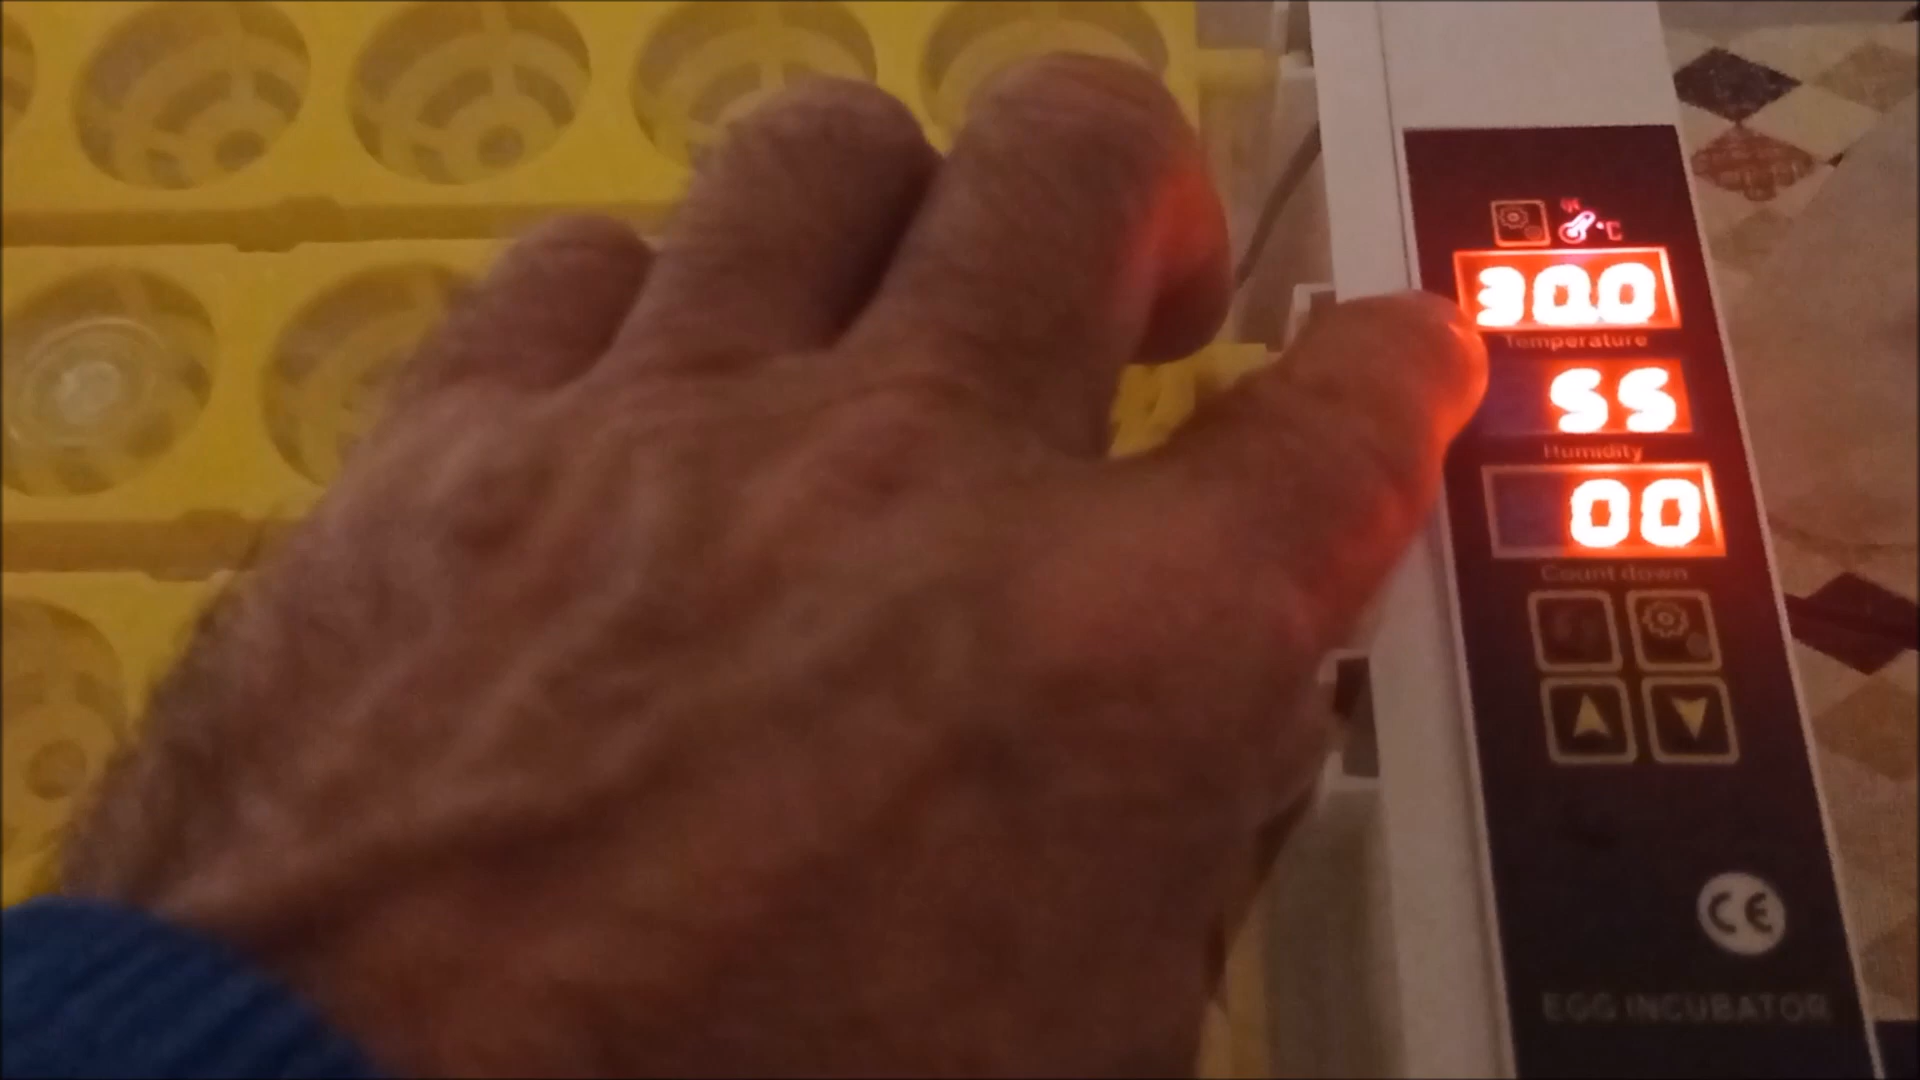 °C
30.0
Temperature
55
Humidity
00
Count down
CE
EGG INCUBATOR